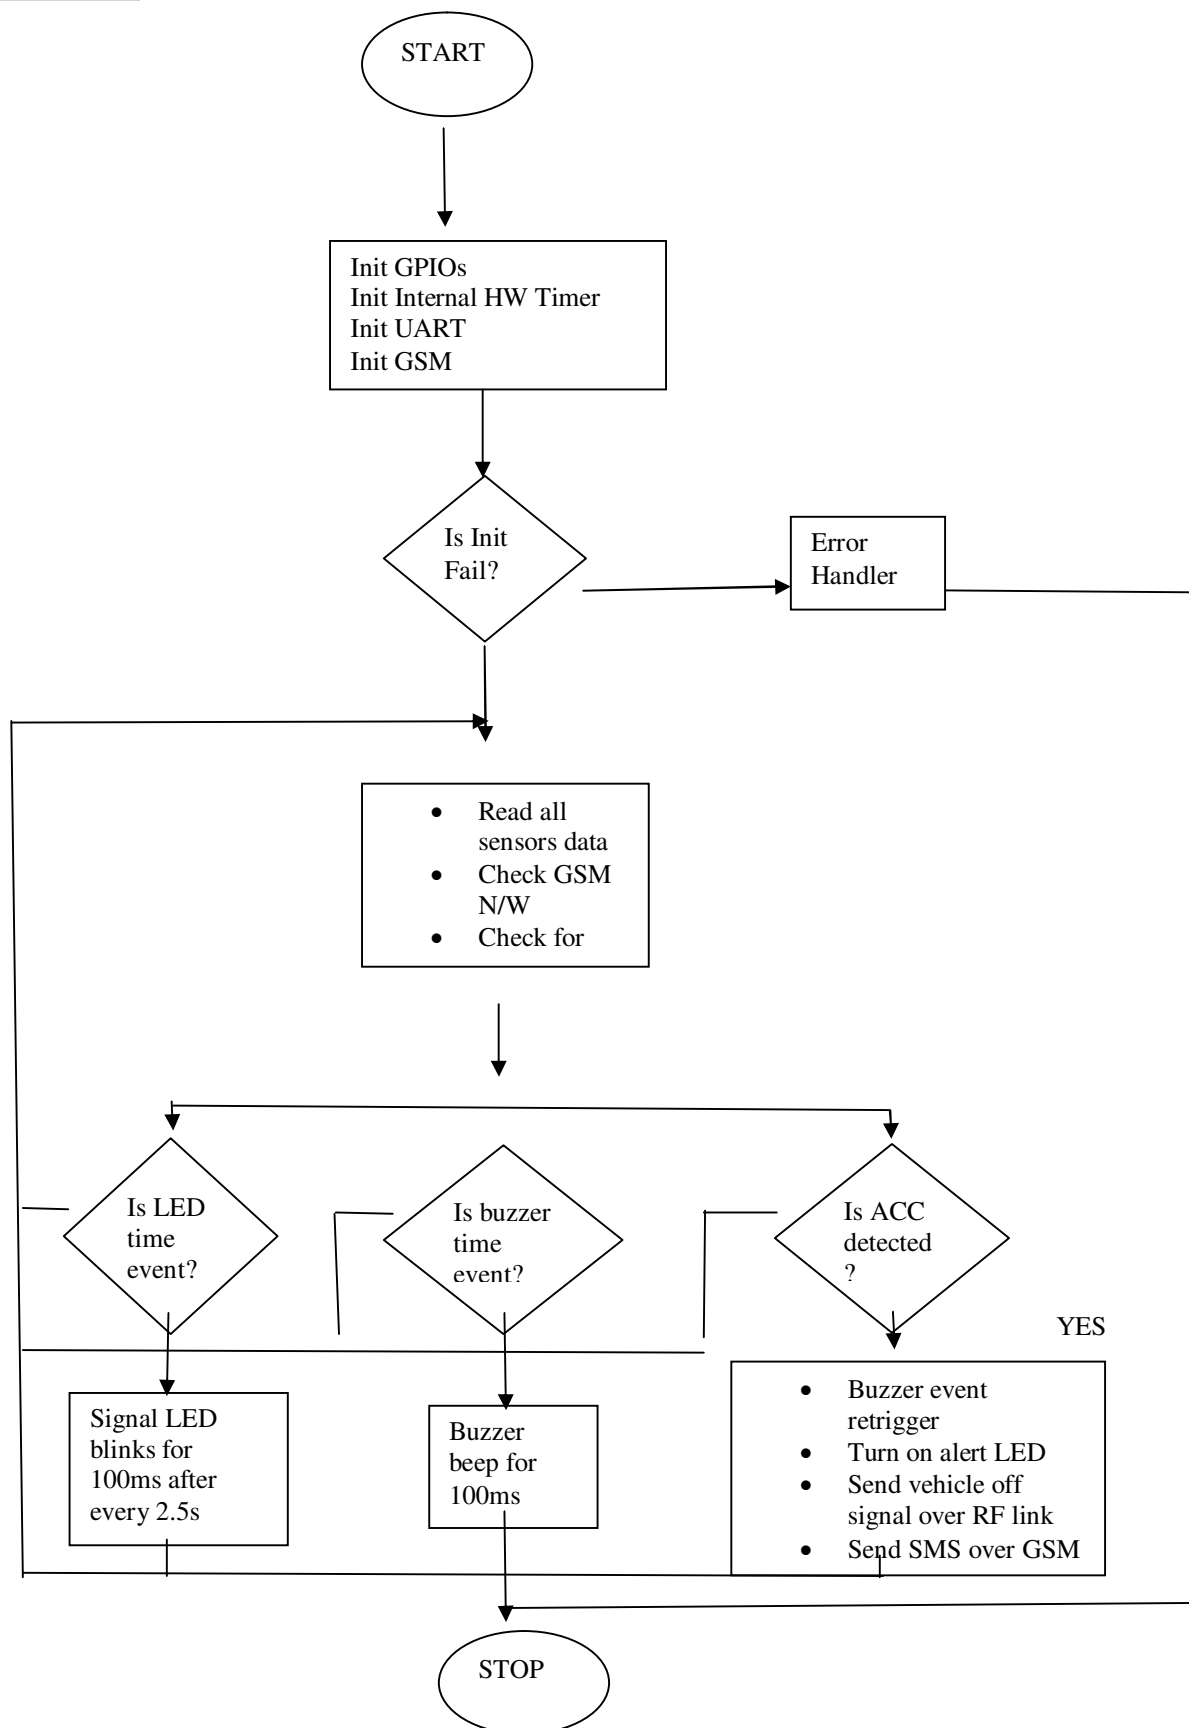 START
Init GPIOs
Init Internal HW Timer
Init UART
Init GSM
Is Init
Fail?
Error
Handler
• Read all
sensors data
• Check GSM
N/W
• Check for
Is LED
time
event?
Is buzzer
time
event?
Is ACC
detected
?
YES
Signal LED
blinks for
100ms after
every 2.5s
Buzzer
beep for
100ms
• Buzzer event
retrigger
• Turn on alert LED
• Send vehicle off
signal over RF link
• Send SMS over GSM
STOP